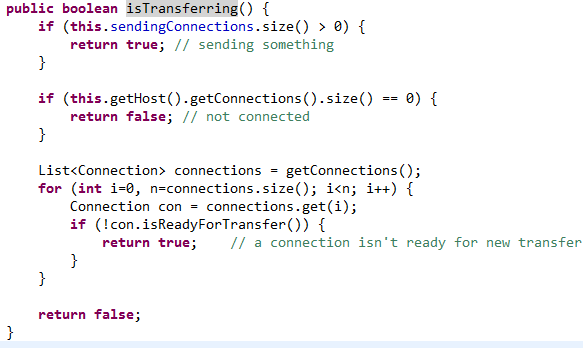 public boolean isTransferring() {
    if (this.sendingConnections.size() > 0) {
        return true; // sending something
    }

    if (this.getHost().getConnections().size() == 0) {
        return false; // not connected
    }

    List<Connection> connections = getConnections();
    for (int i=0, n=connections.size(); i<n; i++) {
        Connection con = connections.get(i);
        if (!con.isReadyForTransfer()) {
            return true;    // a connection isn't ready for new transfer
        }
    }

    return false;
}